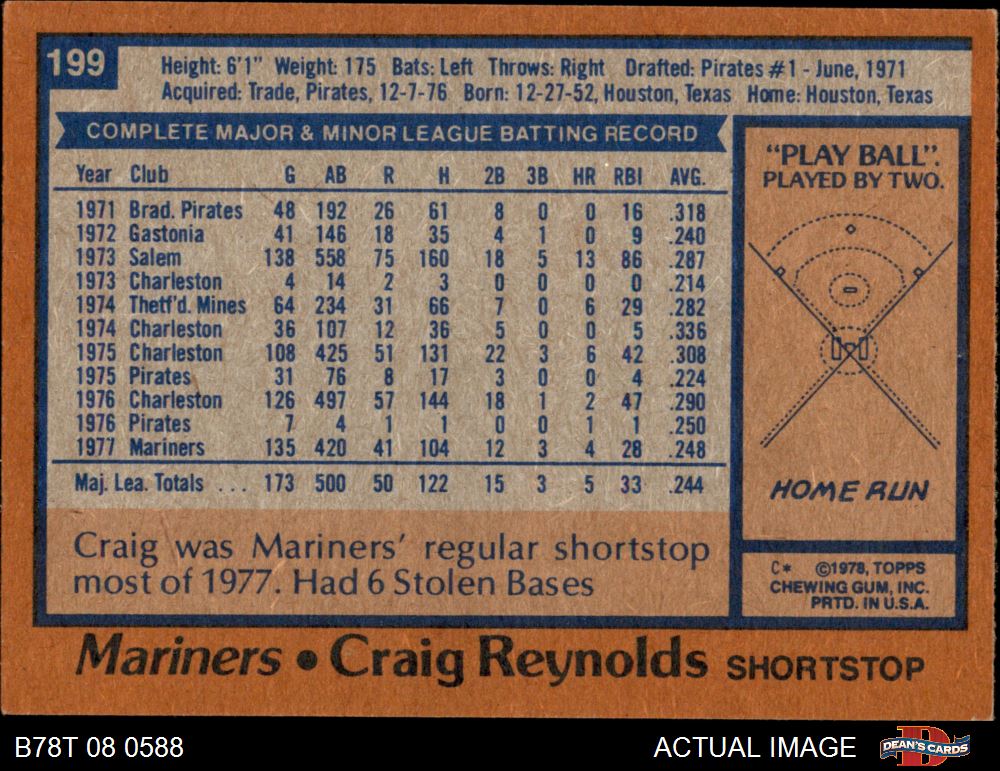 199
Height: 6'1" Weight: 175 Bats: Left Throws: Right Drafted: Pirates #1 - June, 1971
Acquired: Trade, Pirates, 12-7-76 Born: 12-27-52, Houston, Texas Home: Houston, Texas
COMPLETE MAJOR & MINOR LEAGUE BATTING RECORD
Year Club G AB R H 2B 3B HR RBI AVG.
1971 Brad. Pirates 48 192 26 61 8 0 0 16 .318
1972 Gastonia 41 146 18 35 4 1 0 9 .240
1973 Salem 138 558 75 160 18 5 13 86 .287
1973 Charleston 4 14 2 3 0 0 0 0 .214
1974 Thetf'd. Mines 64 234 31 66 7 0 6 29 .282
1974 Charleston 36 107 12 36 5 0 0 5 .336
1975 Charleston 108 425 51 131 22 3 6 42 .308
1975 Pirates 31 76 8 17 3 0 0 4 .224
1976 Charleston 126 497 57 144 18 1 2 47 .290
1976 Pirates 7 4 1 1 0 0 1 1 .250
1977 Mariners 135 420 41 104 12 3 4 28 .248
Maj. Lea. Totals ... 173 500 50 122 15 3 5 33 .244
Craig was Mariners' regular shortstop
most of 1977. Had 6 Stolen Bases
"PLAY BALL".
PLAYED BY TWO.
HOME RUN
C* ©1978, TOPPS
CHEWING GUM, INC.
PRTD. IN U.S.A.
Mariners • Craig Reynolds SHORTSTOP
B78T 08 0588
ACTUAL IMAGE
DEAN'S CARDS